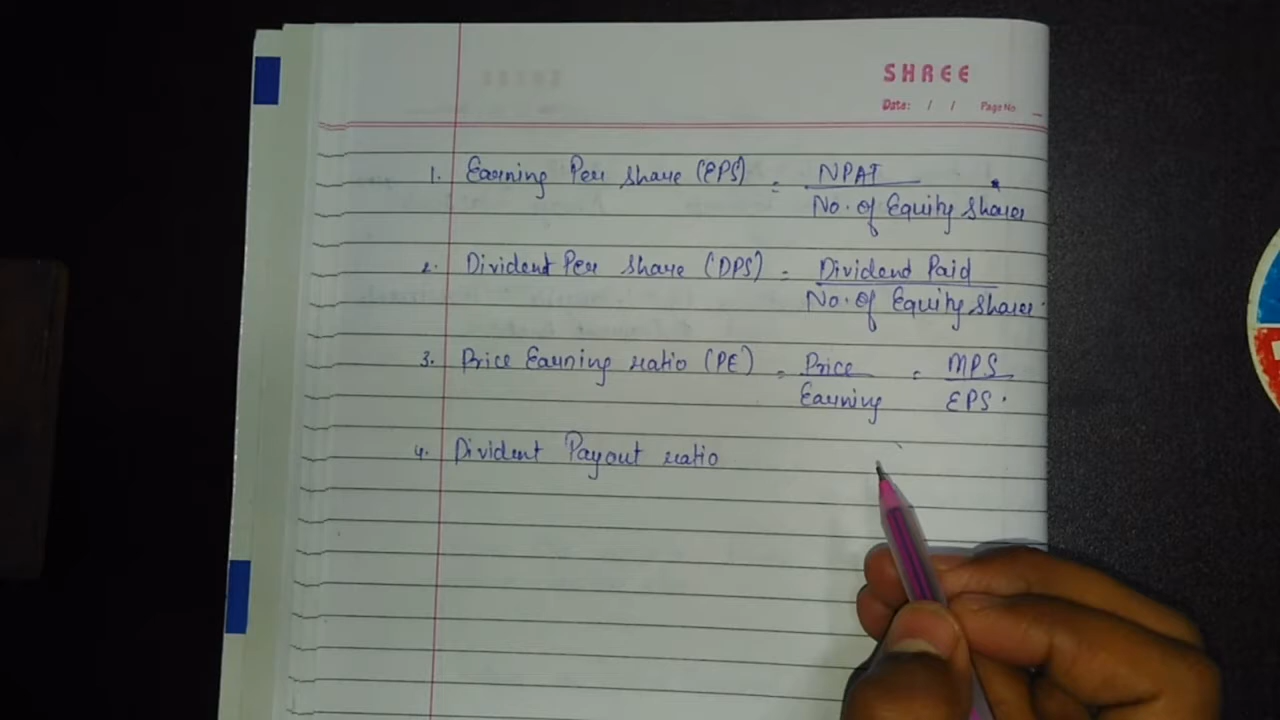 SHREE
Date: / / Page No.
1. Earning Per share (EPS) = NPAT
No. of Equity Shares
2. Divident Per share (DPS) = Dividend Paid
No. of Equity Shares
3. Price Earning ratio (PE) = Price = MPS
Earning EPS.
4. Divident Payout ratio